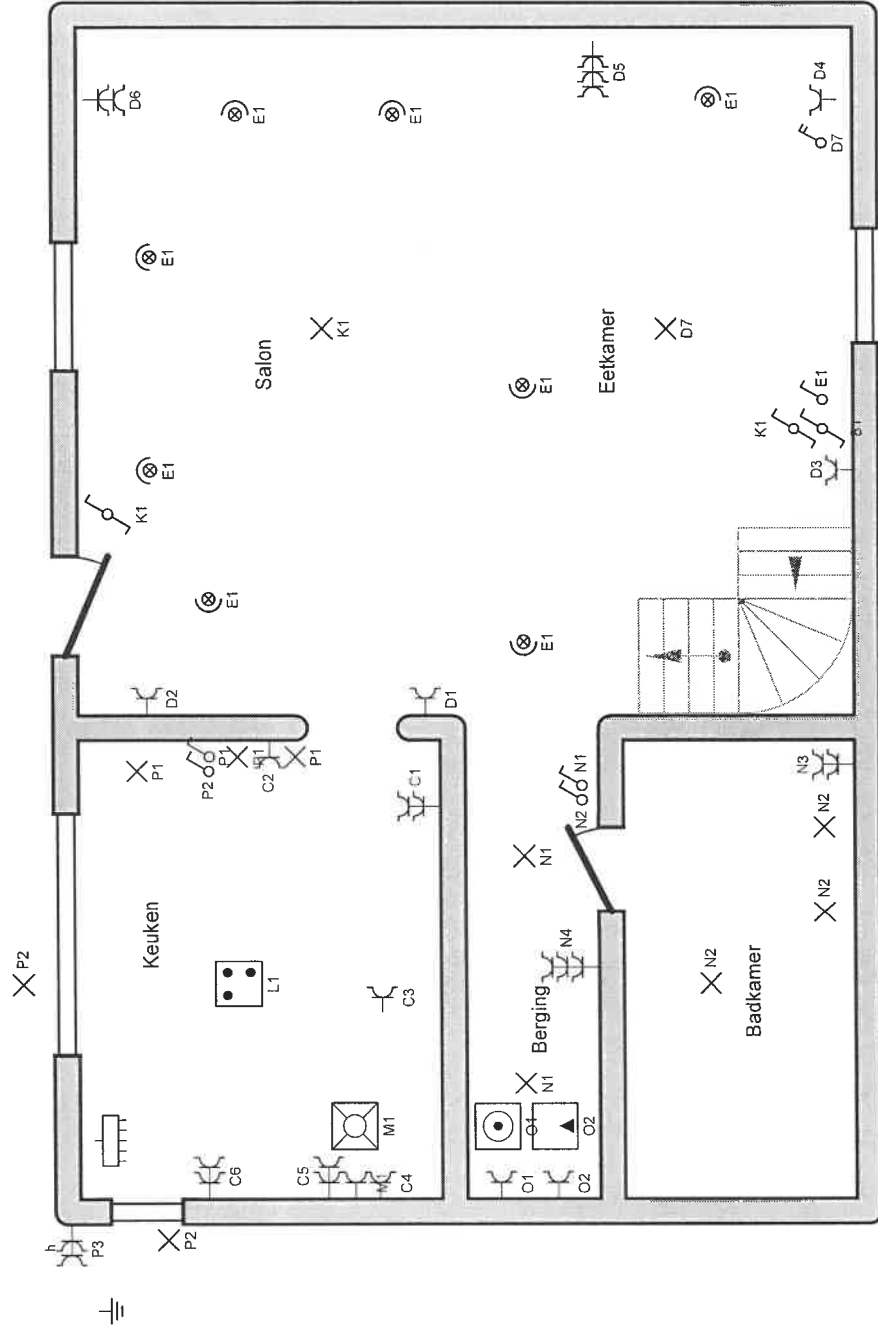 P2
h
P3
D6
K1
Keuken
P1
E1
E1
D2
P2
P2
P1
C6
E1
E1
Salon
C2
L1
C5
P1
K1
M1
M1
C4
C3
E1
C1
D1
O1
O1
Berging
N1
N1
E1
E1
N4
O2
O2
N2
N1
Eetkamer
D5
D7
N2
E1
Badkamer
K1
N3
D3
D4
N2
N2
E1
D7